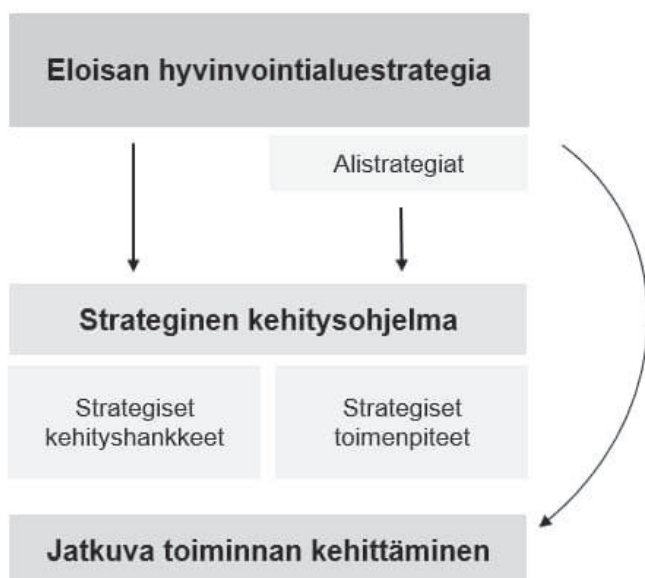 Eloisan hyvinvointialuestrategia
Alistrategiat
Strateginen kehitysohjelma
Strategiset
kehityshankkeet
Strategiset
toimenpiteet
Jatkuva toiminnan kehittäminen